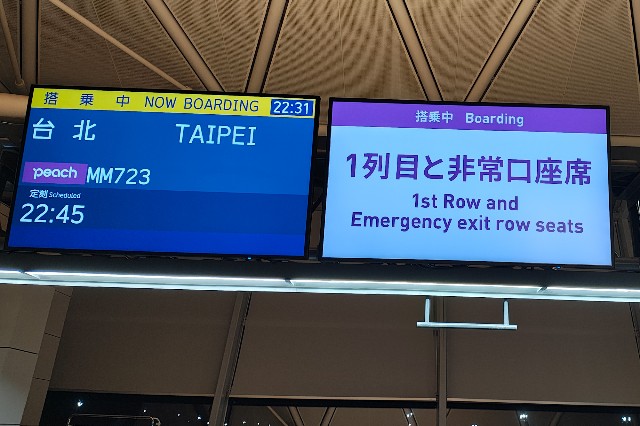 搭乗中 NOW BOARDING 22:31
台北 TAIPEI
peach MM723
定刻 Scheduled
22:45
搭乗中 Boarding
1列目と非常口座席
1st Row and
Emergency exit row seats